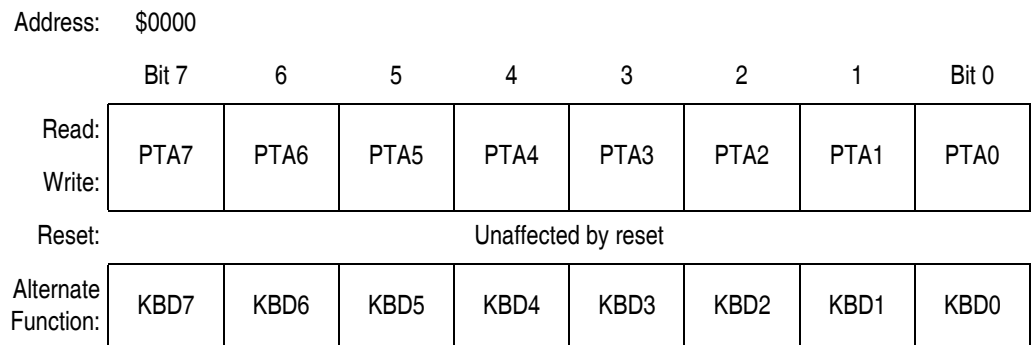 Address: $0000
Bit 7 6 5 4 3 2 1 Bit 0
Read:
PTA7 PTA6 PTA5 PTA4 PTA3 PTA2 PTA1 PTA0
Write:
Reset: Unaffected by reset
Alternate
Function: KBD7 KBD6 KBD5 KBD4 KBD3 KBD2 KBD1 KBD0